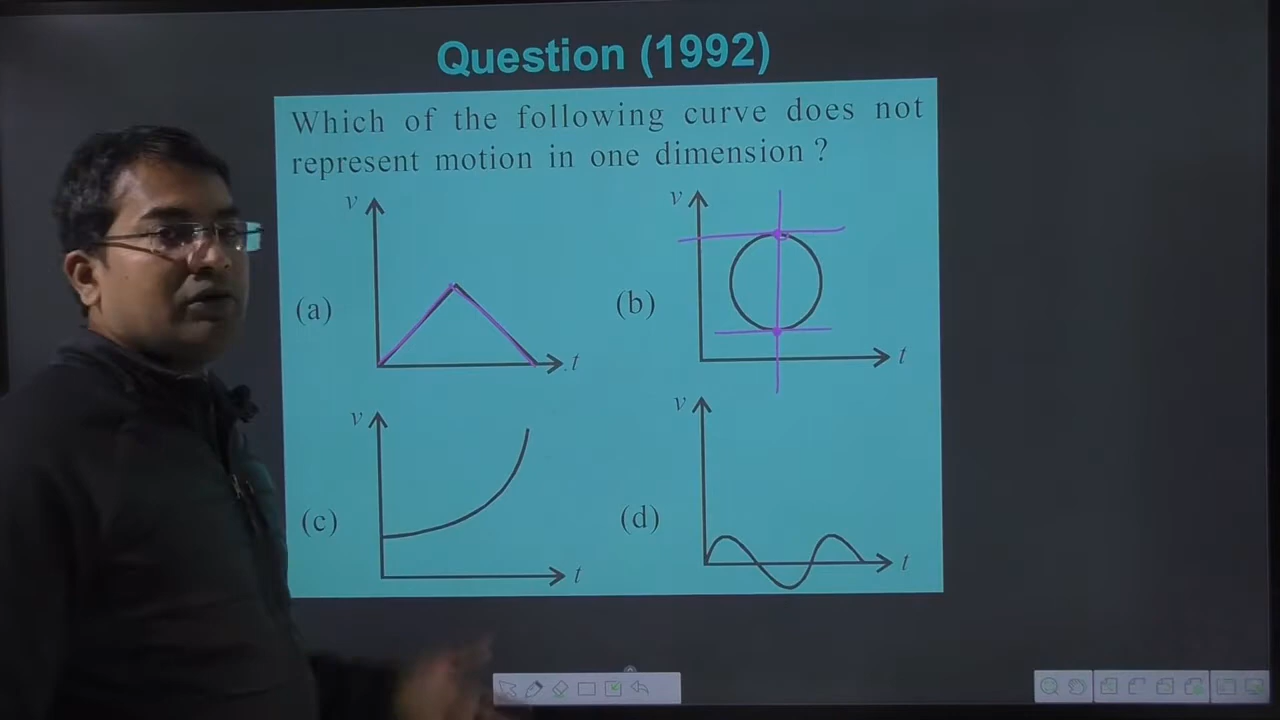 Question (1992)
Which of the following curve does not
represent motion in one dimension ?
v
v
(a)
(b)
t
t
v
v
(c)
(d)
t
t